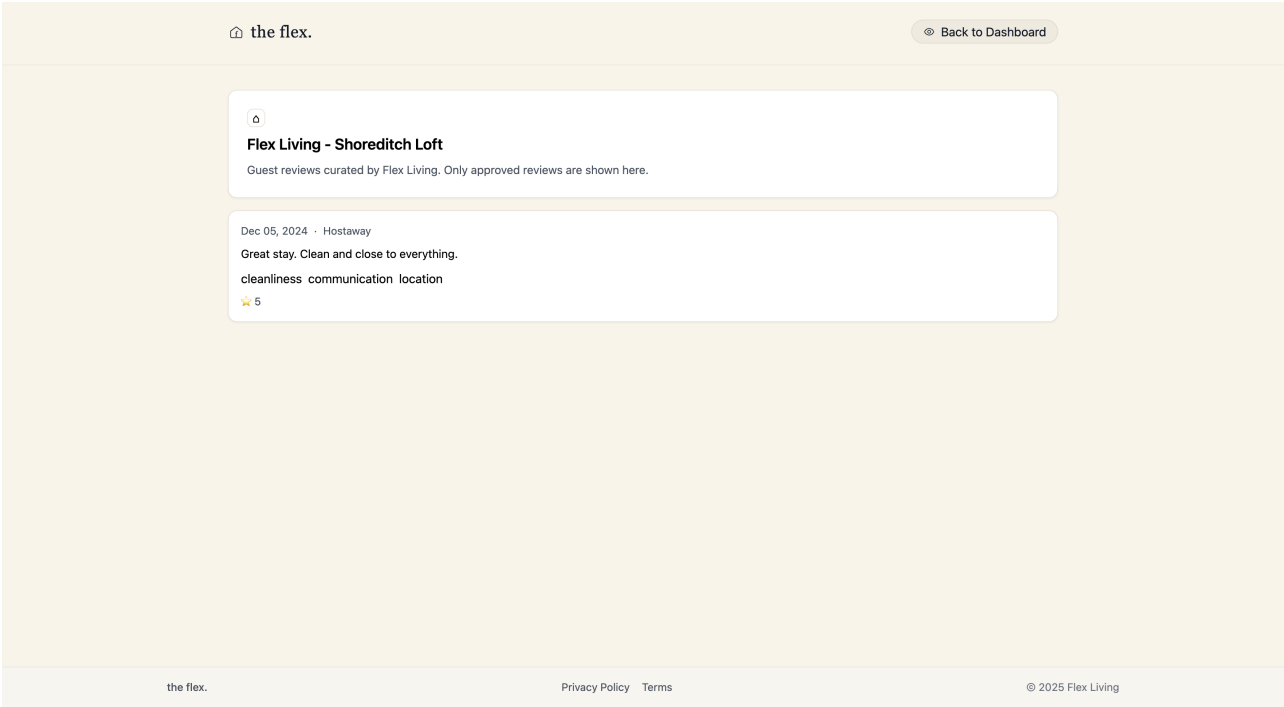 the flex.
Back to Dashboard
Flex Living - Shoreditch Loft
Guest reviews curated by Flex Living. Only approved reviews are shown here.
Dec 05, 2024 · Hostaway
Great stay. Clean and close to everything.
cleanliness communication location
⭐ 5
the flex.
Privacy Policy Terms
© 2025 Flex Living